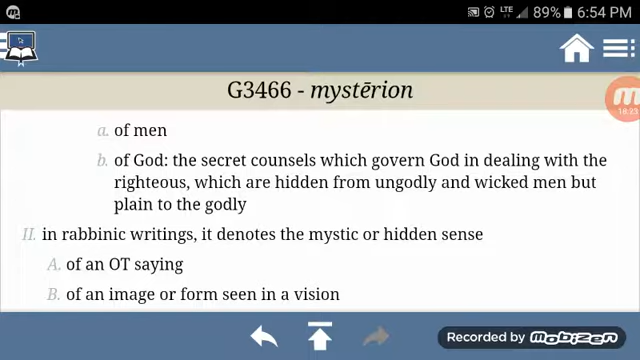 LTE 89% 6:54 PM
G3466 - mystērion
18:23
a. of men
b. of God: the secret counsels which govern God in dealing with the
righteous, which are hidden from ungodly and wicked men but
plain to the godly
II. in rabbinic writings, it denotes the mystic or hidden sense
A. of an OT saying
B. of an image or form seen in a vision
Recorded by mobizen